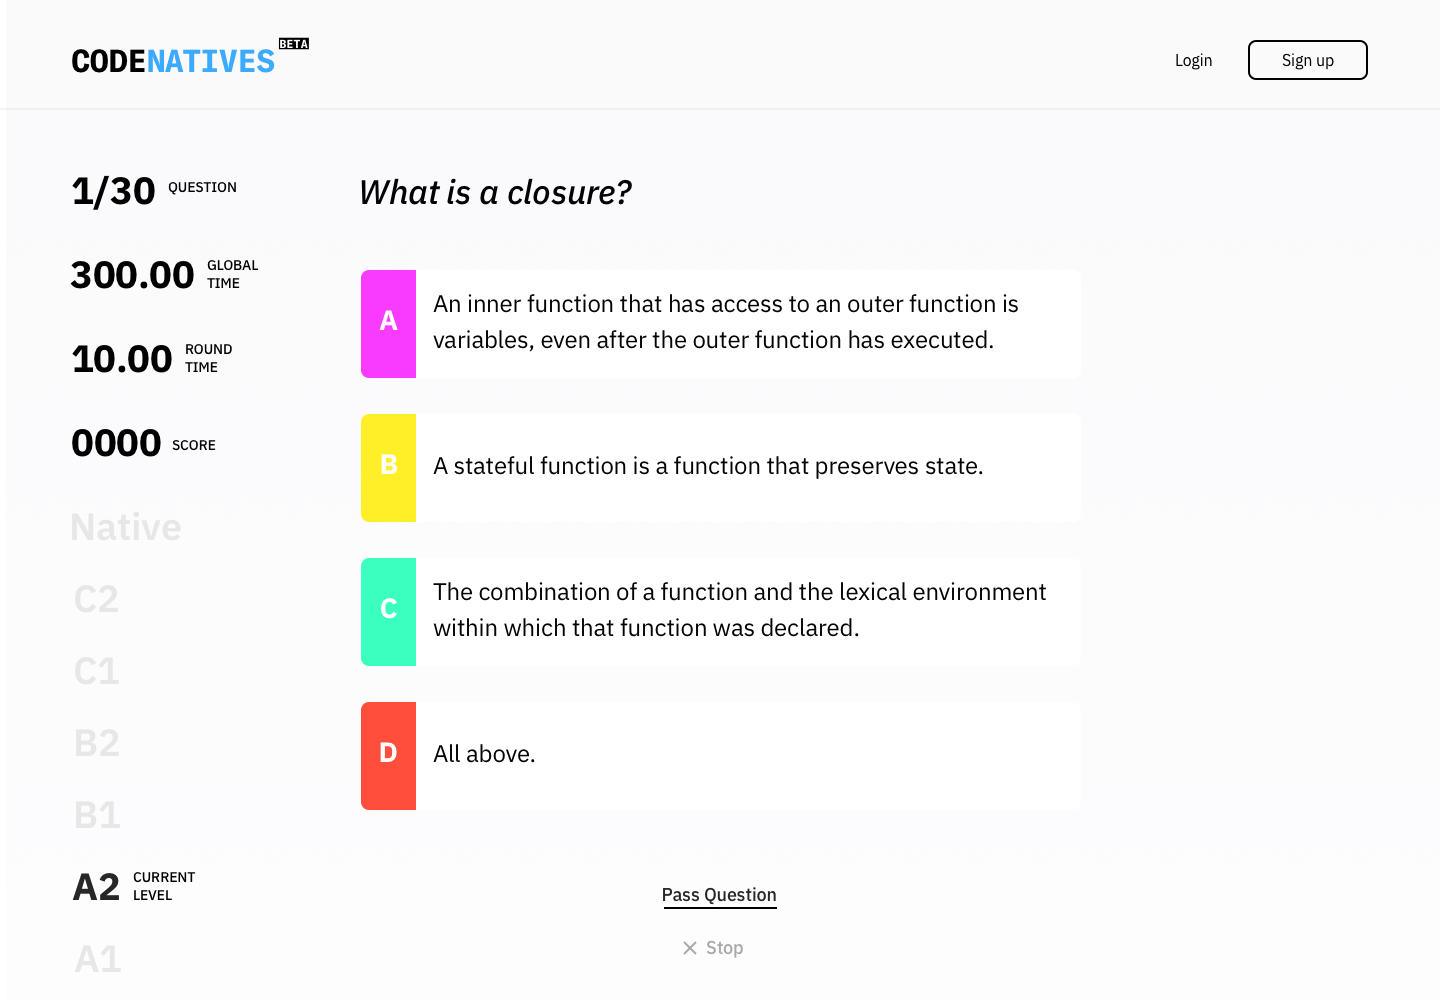 CODENATIVES BETA
Login
Sign up
1/30 QUESTION
300.00 GLOBAL TIME
10.00 ROUND TIME
0000 SCORE
Native
C2
C1
B2
B1
A2 CURRENT LEVEL
A1
What is a closure?
A
An inner function that has access to an outer function is
variables, even after the outer function has executed.
B
A stateful function is a function that preserves state.
C
The combination of a function and the lexical environment
within which that function was declared.
D
All above.
Pass Question
Stop